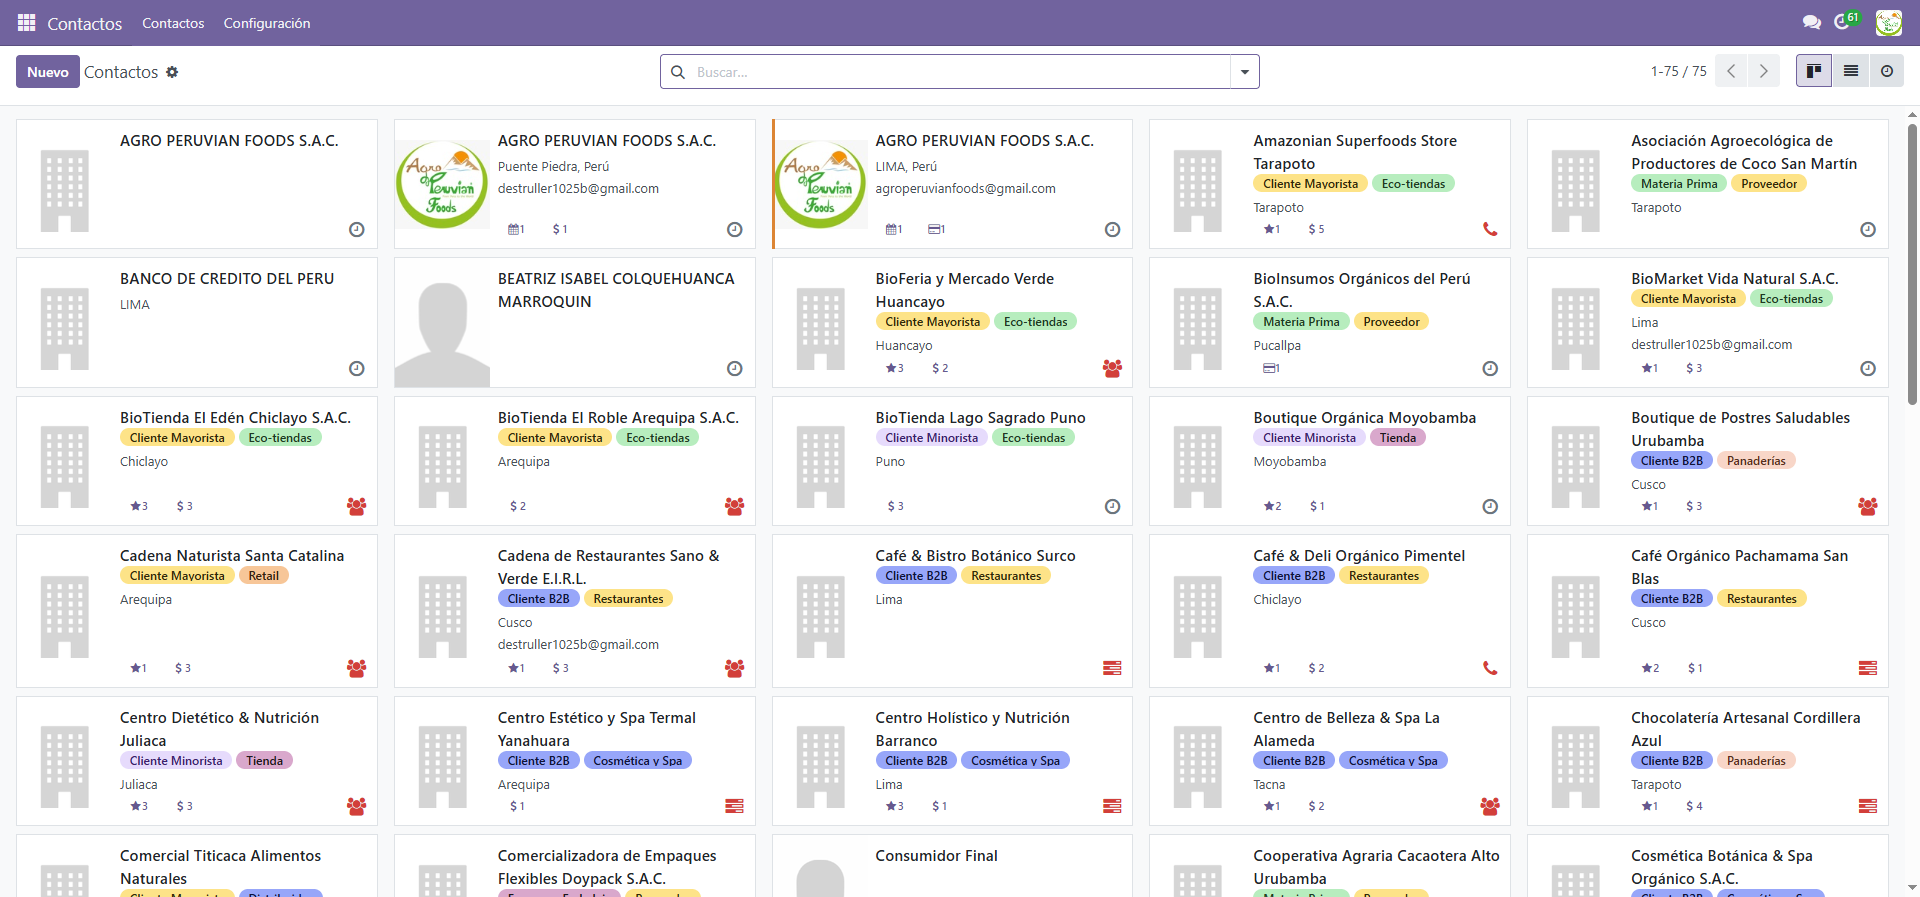 Contactos Contactos Configuración 61
Nuevo Contactos Buscar... 1-75 / 75
AGRO PERUVIAN FOODS S.A.C.
Agro Peruvian Foods
AGRO PERUVIAN FOODS S.A.C.
Puente Piedra, Perú
destruller1025b@gmail.com
1 $ 1
Agro Peruvian Foods
AGRO PERUVIAN FOODS S.A.C.
LIMA, Perú
agroperuvianfoods@gmail.com
1 1
Amazonian Superfoods Store
Tarapoto
Cliente Mayorista Eco-tiendas
Tarapoto
1 $ 5
Asociación Agroecológica de
Productores de Coco San Martín
Materia Prima Proveedor
Tarapoto
BANCO DE CREDITO DEL PERU
LIMA
BEATRIZ ISABEL COLQUEHUANCA
MARROQUIN
BioFeria y Mercado Verde
Huancayo
Cliente Mayorista Eco-tiendas
Huancayo
3 $ 2
BioInsumos Orgánicos del Perú
S.A.C.
Materia Prima Proveedor
Pucallpa
1
BioMarket Vida Natural S.A.C.
Cliente Mayorista Eco-tiendas
Lima
destruller1025b@gmail.com
1 $ 3
BioTienda El Edén Chiclayo S.A.C.
Cliente Mayorista Eco-tiendas
Chiclayo
3 $ 3
BioTienda El Roble Arequipa S.A.C.
Cliente Mayorista Eco-tiendas
Arequipa
$ 2
BioTienda Lago Sagrado Puno
Cliente Minorista Eco-tiendas
Puno
$ 3
Boutique Orgánica Moyobamba
Cliente Minorista Tienda
Moyobamba
2 $ 1
Boutique de Postres Saludables
Urubamba
Cliente B2B Panaderías
Cusco
1 $ 3
Cadena Naturista Santa Catalina
Cliente Mayorista Retail
Arequipa
1 $ 3
Cadena de Restaurantes Sano &
Verde E.I.R.L.
Cliente B2B Restaurantes
Cusco
destruller1025b@gmail.com
1 $ 3
Café & Bistro Botánico Surco
Cliente B2B Restaurantes
Lima
Café & Deli Orgánico Pimentel
Cliente B2B Restaurantes
Chiclayo
1 $ 2
Café Orgánico Pachamama San
Blas
Cliente B2B Restaurantes
Cusco
2 $ 1
Centro Dietético & Nutrición
Juliaca
Cliente Minorista Tienda
Juliaca
3 $ 3
Centro Estético y Spa Termal
Yanahuara
Cliente B2B Cosmética y Spa
Arequipa
$ 1
Centro Holístico y Nutrición
Barranco
Cliente B2B Cosmética y Spa
Lima
3 $ 1
Centro de Belleza & Spa La
Alameda
Cliente B2B Cosmética y Spa
Tacna
1 $ 2
Chocolatería Artesanal Cordillera
Azul
Cliente B2B Panaderías
Tarapoto
1 $ 4
Comercial Titicaca Alimentos
Naturales
Comercializadora de Empaques
Flexibles Doypack S.A.C.
Consumidor Final
Cooperativa Agraria Cacaotera Alto
Urubamba
Cosmética Botánica & Spa
Orgánico S.A.C.